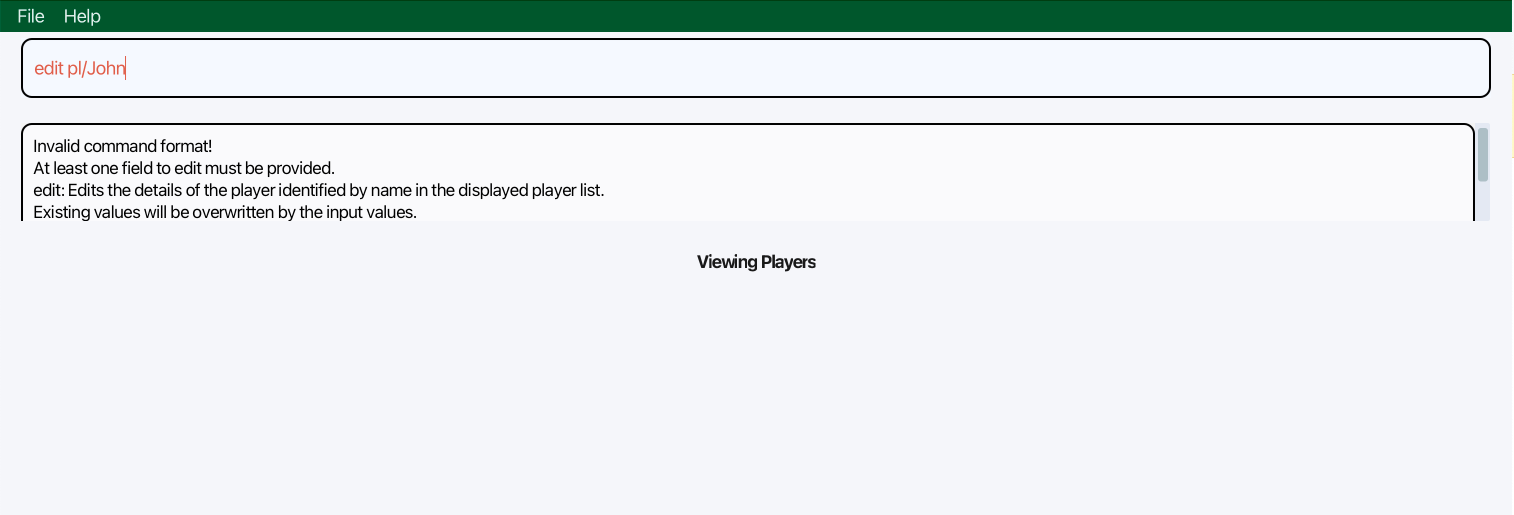 File Help
edit pl/John
Invalid command format!
At least one field to edit must be provided.
edit: Edits the details of the player identified by name in the displayed player list.
Existing values will be overwritten by the input values.
Viewing Players